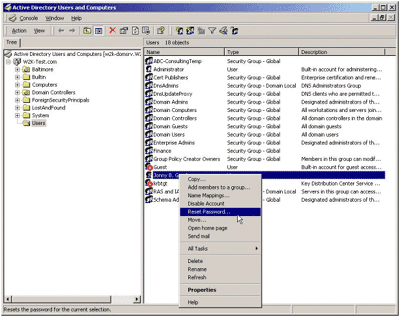 Active Directory Users and Computers
Console Window Help
Action View
Tree
Users 18 objects
Active Directory Users and Computers [w2k-donsrv.W2
W2K-Test.com
Baltimore
Builtin
Computers
Domain Controllers
ForeignSecurityPrincipals
LostAndFound
System
Users
Name Type Description
ABC-ConsultingTemp Security Group - Global
Administrator User Built-in account for administering...
Cert Publishers Security Group - Global Enterprise certification and rene...
DnsAdmins Security Group - Domain Local DNS Administrators Group
DnsUpdateProxy Security Group - Global DNS clients who are permitted t...
Domain Admins Security Group - Global Designated administrators of th...
Domain Computers Security Group - Global All workstations and servers join...
Domain Controllers Security Group - Global All domain controllers in the dom...
Domain Guests Security Group - Global All domain guests
Domain Users Security Group - Global All domain users
Enterprise Admins Security Group - Global Designated administrators of th...
Finance Security Group - Global
Group Policy Creator Owners Security Group - Global Members in this group can modif...
Guest User Built-in account for guest access...
Donny B. G
krbtgt Key Distribution Center Service ...
RAS and IA Domain Local Servers in this group can access...
Schema Ad Global Designated administrators of th...
Copy...
Add members to a group...
Name Mappings...
Disable Account
Reset Password...
Move...
Open home page
Send mail
All Tasks
Delete
Rename
Refresh
Properties
Help
Resets the password for the current selection.